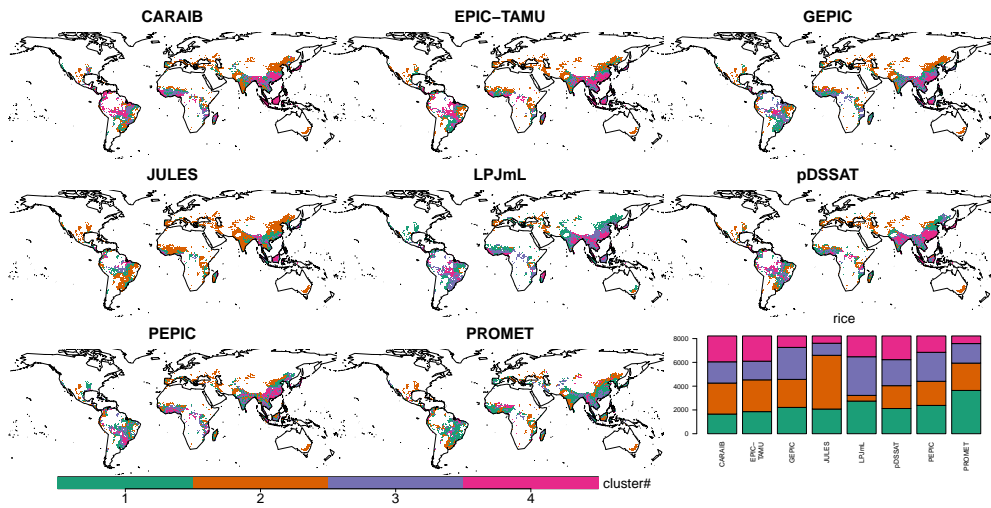 CARAIB EPIC−TAMU GEPIC
JULES LPJmL pDSSAT
PEPIC PROMET
rice
8000
6000
4000
2000
0
CARAIB
EPIC−
TAMU
GEPIC
JULES
LPJmL
pDSSAT
PEPIC
PROMET
cluster#
1 2 3 4